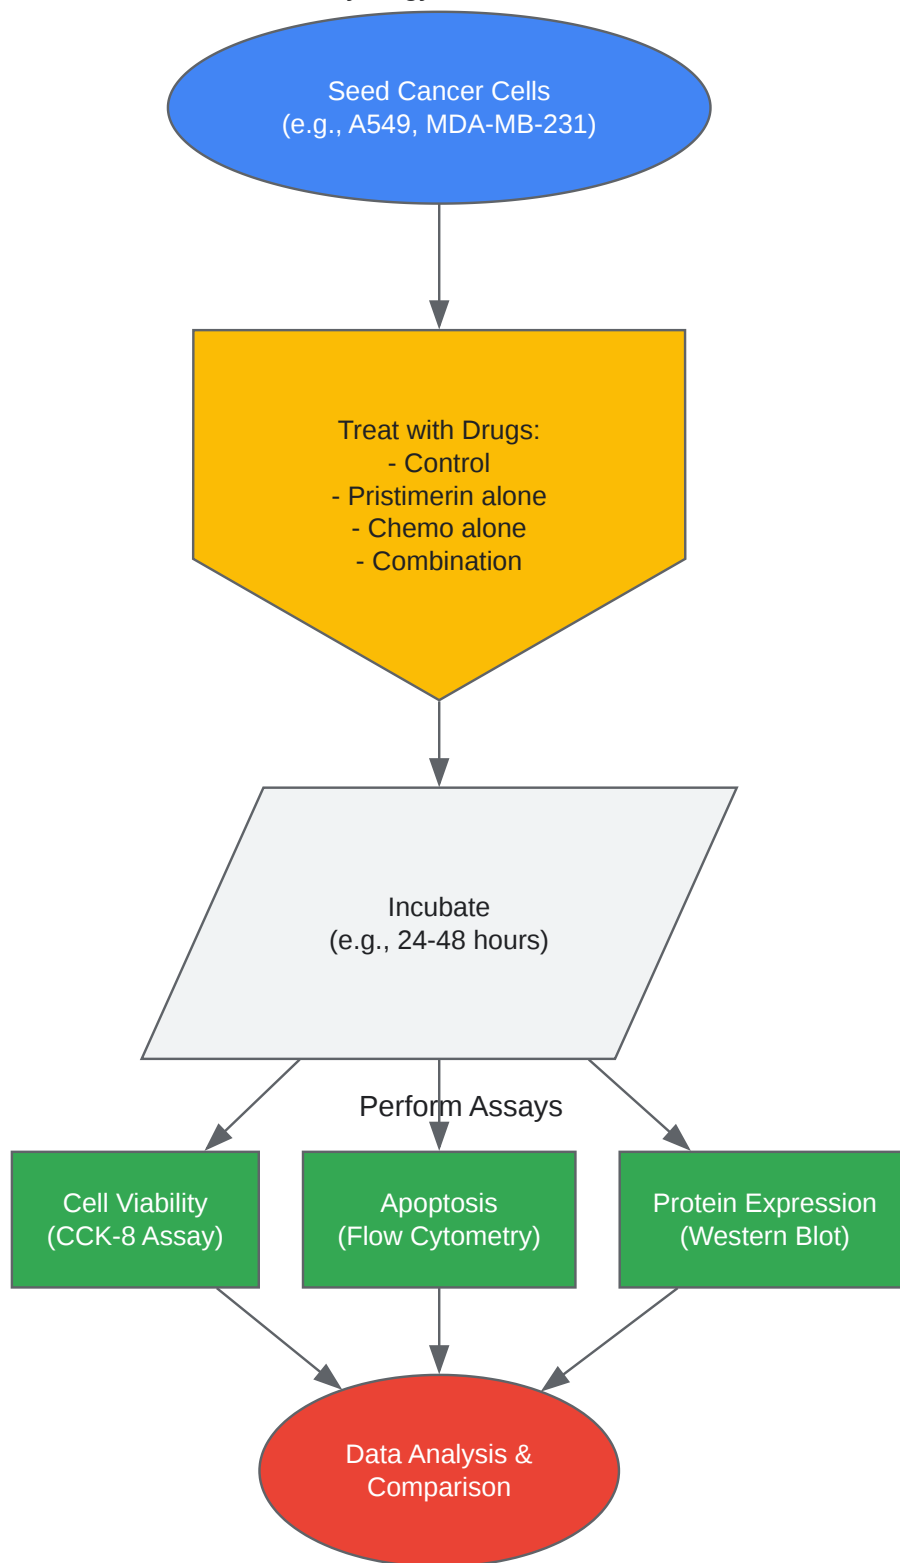 Seed Cancer Cells
(e.g., A549, MDA-MB-231)
Treat with Drugs:
- Control
- Pristimerin alone
- Chemo alone
- Combination
Incubate
(e.g., 24-48 hours)
Perform Assays
Cell Viability
(CCK-8 Assay)
Apoptosis
(Flow Cytometry)
Protein Expression
(Western Blot)
Data Analysis &
Comparison